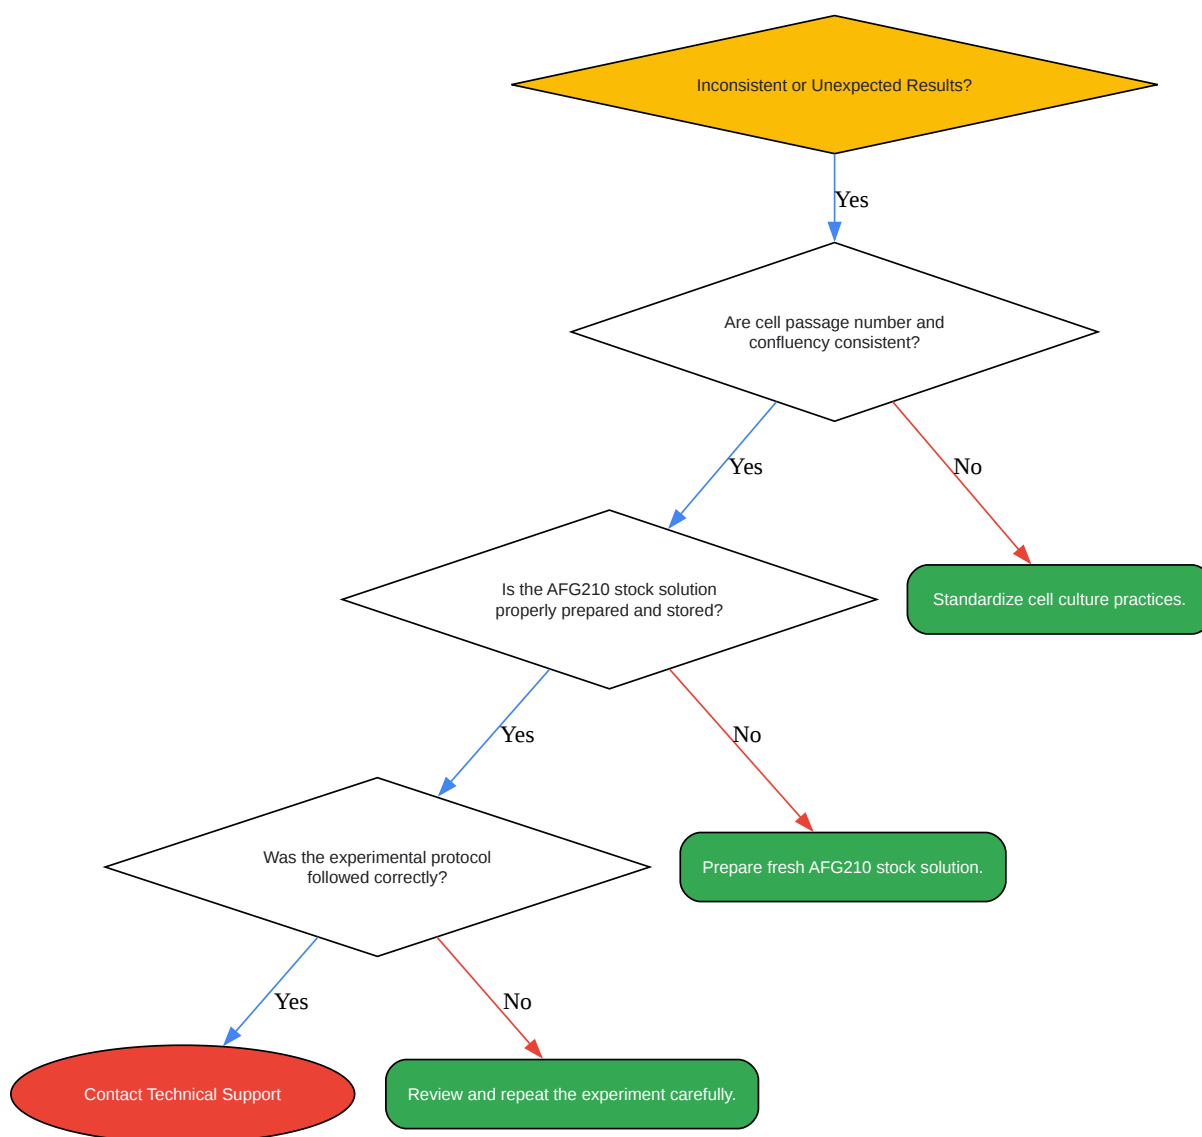 Inconsistent or Unexpected Results?
Yes
Are cell passage number and
confluency consistent?
Yes
No
Is the AFG210 stock solution
properly prepared and stored?
Standardize cell culture practices.
Yes
No
Was the experimental protocol
followed correctly?
Prepare fresh AFG210 stock solution.
Yes
No
Contact Technical Support
Review and repeat the experiment carefully.